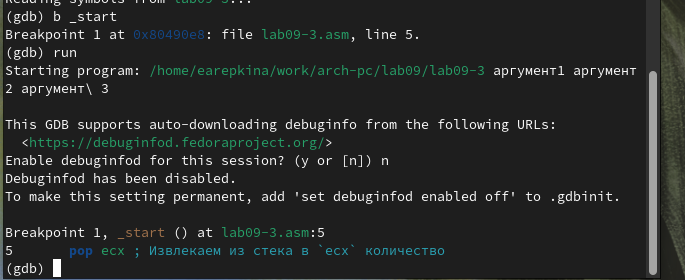 Reading symbols from lab09-3...
(gdb) b _start
Breakpoint 1 at 0x80490e8: file lab09-3.asm, line 5.
(gdb) run
Starting program: /home/earepkina/work/arch-pc/lab09/lab09-3 аргумент1 аргумент
2 аргумент\ 3
This GDB supports auto-downloading debuginfo from the following URLs:
<https://debuginfod.fedoraproject.org/>
Enable debuginfod for this session? (y or [n]) n
Debuginfod has been disabled.
To make this setting permanent, add 'set debuginfod enabled off' to .gdbinit.
Breakpoint 1, _start () at lab09-3.asm:5
5 pop ecx ; Извлекаем из стека в `ecx` количество
(gdb)